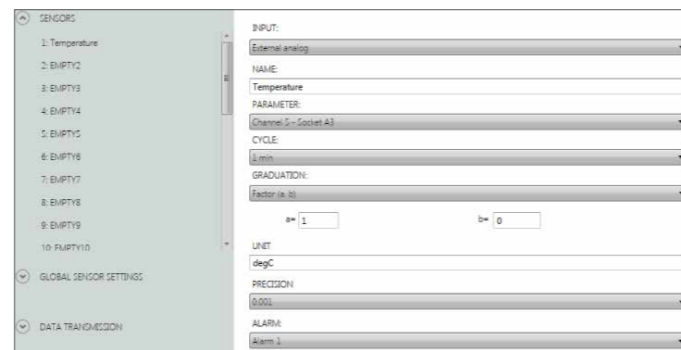 SENSORS
1: Temperature
2: EMPTY2
3: EMPTY3
4: EMPTY4
5: EMPTY5
6: EMPTY6
7: EMPTY7
8: EMPTY8
9: EMPTY9
10: EMPTY10
GLOBAL SENSOR SETTINGS
DATA TRANSMISSION
INPUT:
External analog
NAME:
Temperature
PARAMETER:
Channel 5 - Socket A3
CYCLE:
1 min
GRADUATION:
Factor (a, b)
a= 1 b= 0
UNIT
degC
PRECISION
0.001
ALARM:
Alarm 1